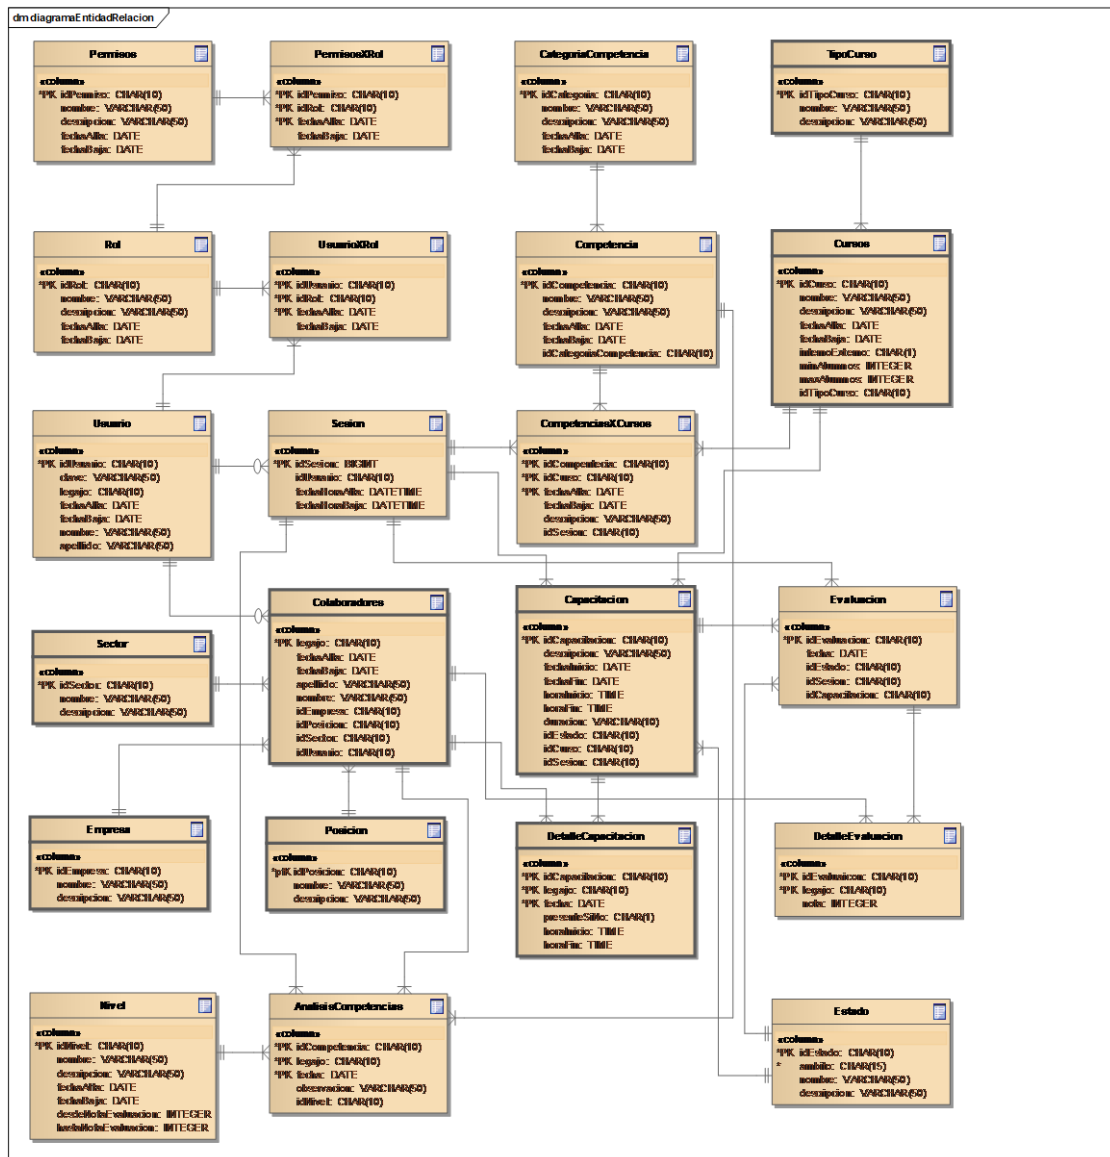 dm diagramaEntidadRelacion
Permisos
«column»
*PK idPermiso: CHAR(10)
nombre: VARCHAR(50)
descripcion: VARCHAR(50)
fechaAlta: DATE
fechaBaja: DATE
PermisosXRol
«column»
*PK idPermiso: CHAR(10)
*PK idRol: CHAR(10)
*PK fechaAlta: DATE
fechaBaja: DATE
CategoriaCompetencia
«column»
*PK idCategoria: CHAR(10)
nombre: VARCHAR(50)
descripcion: VARCHAR(50)
fechaAlta: DATE
fechaBaja: DATE
TipoCurso
«column»
*PK idTipoCurso: CHAR(10)
nombre: VARCHAR(50)
descripcion: VARCHAR(50)
Rol
«column»
*PK idRol: CHAR(10)
nombre: VARCHAR(50)
descripcion: VARCHAR(50)
fechaAlta: DATE
fechaBaja: DATE
UsuarioXRol
«column»
*PK idUsuario: CHAR(10)
*PK idRol: CHAR(10)
*PK fechaAlta: DATE
fechaBaja: DATE
Competencia
«column»
*PK idCompetencia: CHAR(10)
nombre: VARCHAR(50)
descripcion: VARCHAR(50)
fechaAlta: DATE
fechaBaja: DATE
idCategoriaCompetencia: CHAR(10)
Cursos
«column»
*PK idCurso: CHAR(10)
nombre: VARCHAR(50)
descripcion: VARCHAR(50)
fechaAlta: DATE
fechaBaja: DATE
internoExterno: CHAR(1)
minAlumnos: INTEGER
maxAlumnos: INTEGER
idTipoCurso: CHAR(10)
Usuario
«column»
*PK idUsuario: CHAR(10)
clave: VARCHAR(50)
legajo: CHAR(10)
fechaAlta: DATE
fechaBaja: DATE
nombre: VARCHAR(50)
apellido: VARCHAR(50)
Sesion
«column»
*PK idSesion: BIGINT
idUsuario: CHAR(10)
fechaHoraAlta: DATETIME
fechaHoraBaja: DATETIME
CompetenciasXCursos
«column»
*PK idCompentecia: CHAR(10)
*PK idCurso: CHAR(10)
*PK fechaAlta: DATE
fechaBaja: DATE
descripcion: VARCHAR(50)
idSesion: CHAR(10)
Colaboradores
«column»
*PK legajo: CHAR(10)
fechaAlta: DATE
fechaBaja: DATE
apellido: VARCHAR(50)
nombre: VARCHAR(50)
idEmpresa: CHAR(10)
idPosicion: CHAR(10)
idSector: CHAR(10)
idUsuario: CHAR(10)
Capacitacion
«column»
*PK idCapacitacion: CHAR(10)
descripcion: VARCHAR(50)
fechaInicio: DATE
fechaFin: DATE
horaInicio: TIME
horaFin: TIME
duracion: VARCHAR(10)
idEstado: CHAR(10)
idCurso: CHAR(10)
idSesion: CHAR(10)
Evaluacion
«column»
*PK idEvaluacion: CHAR(10)
fecha: DATE
idEstado: CHAR(10)
idSesion: CHAR(10)
idCapacitacion: CHAR(10)
Sector
«column»
*PK idSector: CHAR(10)
nombre: VARCHAR(50)
descripcion: VARCHAR(50)
Empresa
«column»
*PK idEmpresa: CHAR(10)
nombre: VARCHAR(50)
descripcion: VARCHAR(50)
Posicion
«column»
*pfK idPosicion: CHAR(10)
nombre: VARCHAR(50)
descripcion: VARCHAR(50)
DetalleCapacitacion
«column»
*PK idCapacitacion: CHAR(10)
*PK legajo: CHAR(10)
*PK fecha: DATE
presenteSiNo: CHAR(1)
horaInicio: TIME
horaFin: TIME
DetalleEvaluacion
«column»
*PK idEvaluaicon: CHAR(10)
*PK legajo: CHAR(10)
nota: INTEGER
Nivel
«column»
*PK idNivel: CHAR(10)
nombre: VARCHAR(50)
descripcion: VARCHAR(50)
fechaAlta: DATE
fechaBaja: DATE
desdeNotaEvaluacion: INTEGER
hastaNotaEvaluacion: INTEGER
AnalisisCompetencias
«column»
*PK idCompetencia: CHAR(10)
*PK legajo: CHAR(10)
*PK fecha: DATE
observacion: VARCHAR(50)
idNivel: CHAR(10)
Estado
«column»
*PK idEstado: CHAR(10)
* ambito: CHAR(15)
nombre: VARCHAR(50)
descripcion: VARCHAR(50)